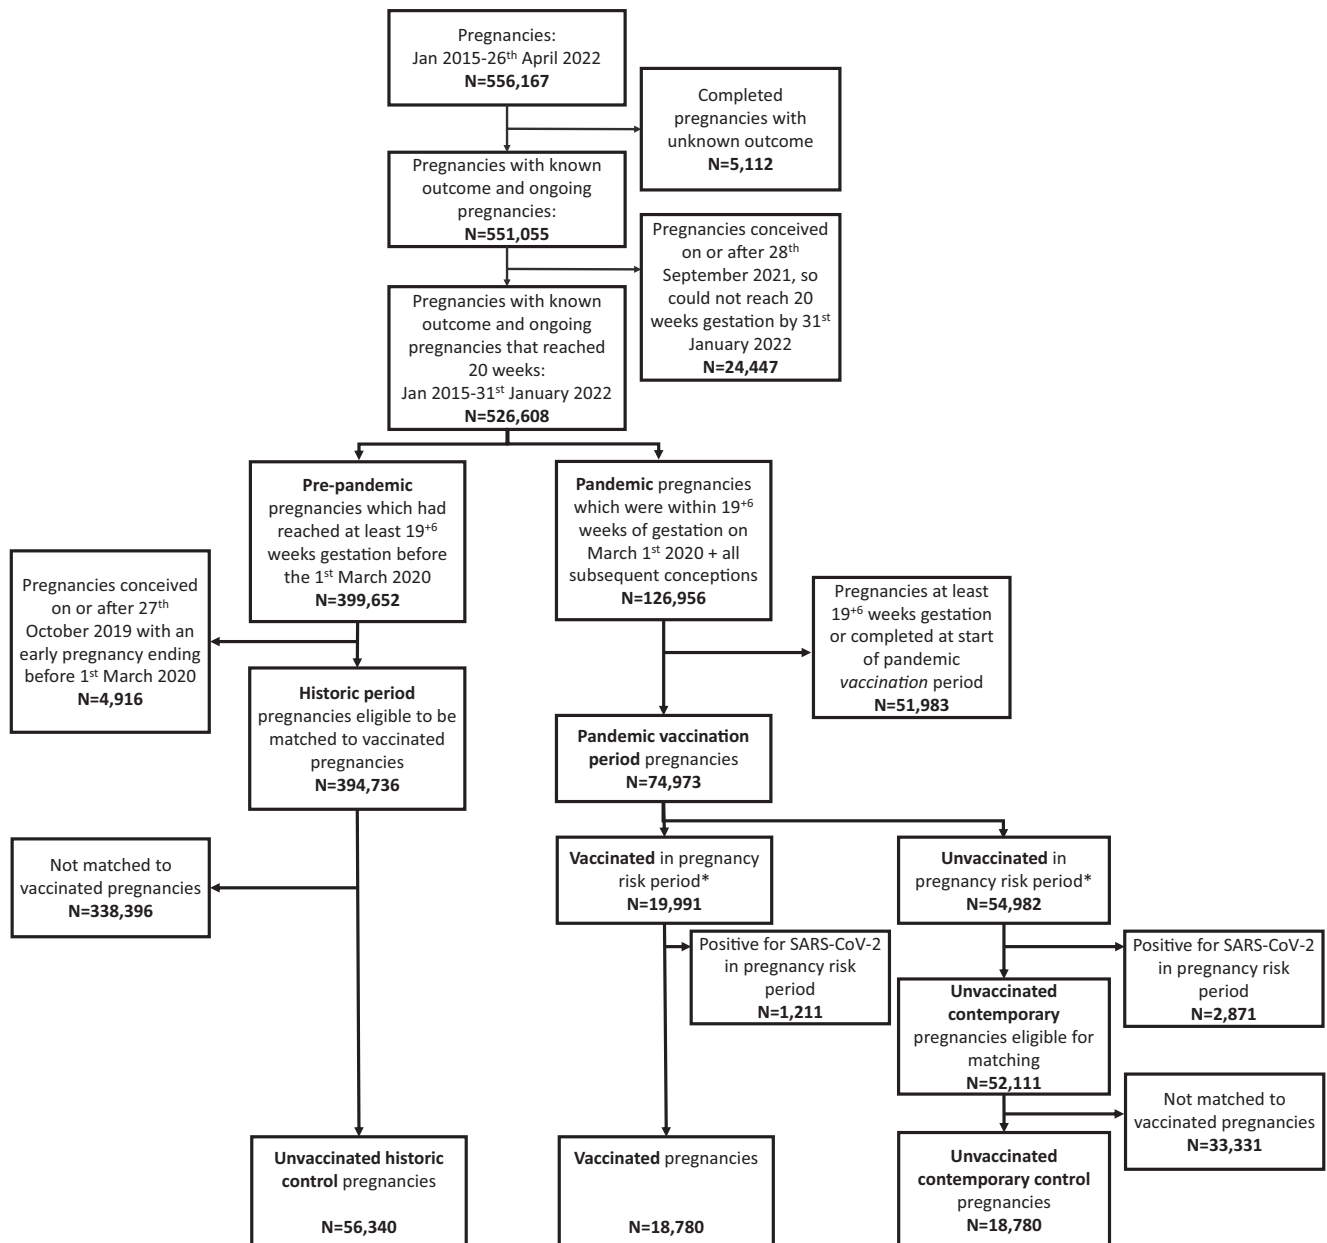 Pregnancies:
Jan 2015-26th April 2022
N=556,167
Completed
pregnancies with
unknown outcome
N=5,112
Pregnancies with known
outcome and ongoing
pregnancies:
N=551,055
Pregnancies conceived
on or after 28th
September 2021, so
could not reach 20
weeks gestation by 31st
January 2022
N=24,447
Pregnancies with known
outcome and ongoing
pregnancies that reached
20 weeks:
Jan 2015-31st January 2022
N=526,608
Pre-pandemic
pregnancies which had
reached at least 19+6
weeks gestation before
the 1st March 2020
N=399,652
Pandemic pregnancies
which were within 19+6
weeks of gestation on
March 1st 2020 + all
subsequent conceptions
N=126,956
Pregnancies conceived
on or after 27th
October 2019 with an
early pregnancy ending
before 1st March 2020
N=4,916
Pregnancies at least
19+6 weeks gestation
or completed at start
of pandemic
vaccination period
N=51,983
Historic period
pregnancies eligible to be
matched to vaccinated
pregnancies
N=394,736
Pandemic vaccination
period pregnancies
N=74,973
Not matched to
vaccinated pregnancies
N=338,396
Vaccinated in pregnancy
risk period*
N=19,991
Unvaccinated in
pregnancy risk period*
N=54,982
Positive for SARS-CoV-2
in pregnancy risk
period
N=1,211
Positive for SARS-CoV-2
in pregnancy risk
period
N=2,871
Unvaccinated
contemporary
pregnancies eligible for
matching
N=52,111
Not matched to
vaccinated pregnancies
N=33,331
Unvaccinated historic
control pregnancies
N=56,340
Vaccinated pregnancies
N=18,780
Unvaccinated
contemporary control
pregnancies
N=18,780